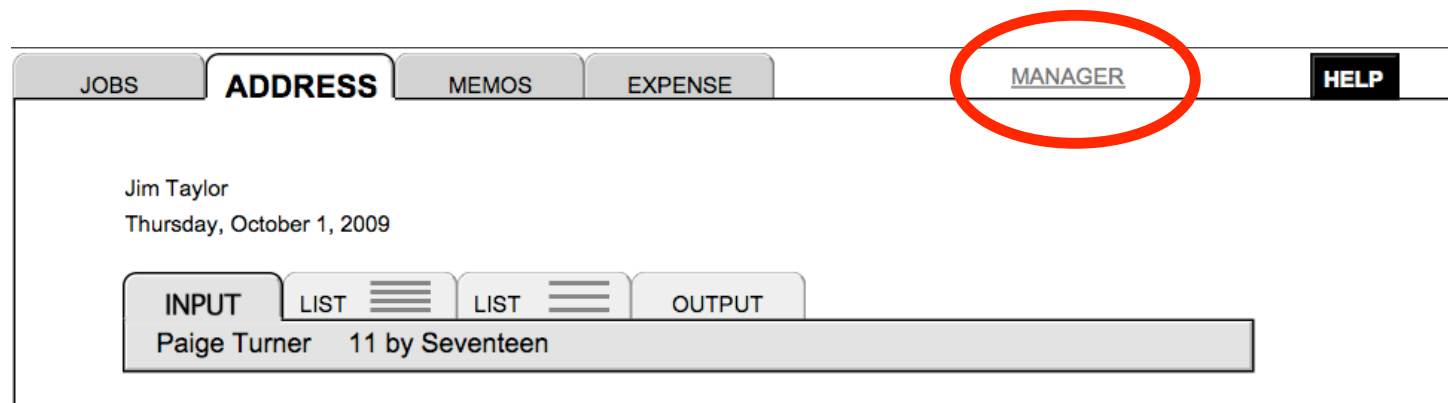 JOBS ADDRESS MEMOS EXPENSE MANAGER HELP
Jim Taylor
Thursday, October 1, 2009
INPUT LIST LIST OUTPUT
Paige Turner 11 by Seventeen